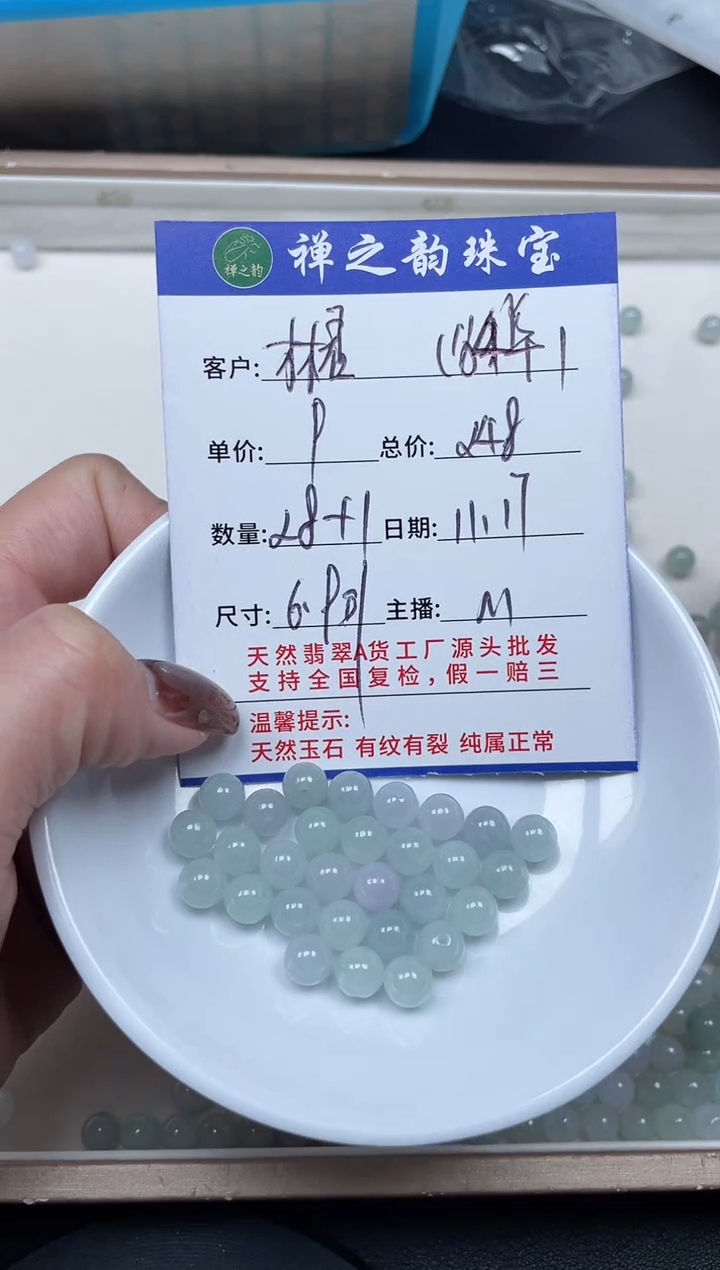 禅之韵 禅之韵珠宝
客户:
单价: 总价: 248
数量: 28+1 日期: 11.17
尺寸: 主播: M
天然翡翠A货工厂源头批发
支持全国复检,假一赔三
温馨提示:
天然玉石 有纹有裂 纯属正常